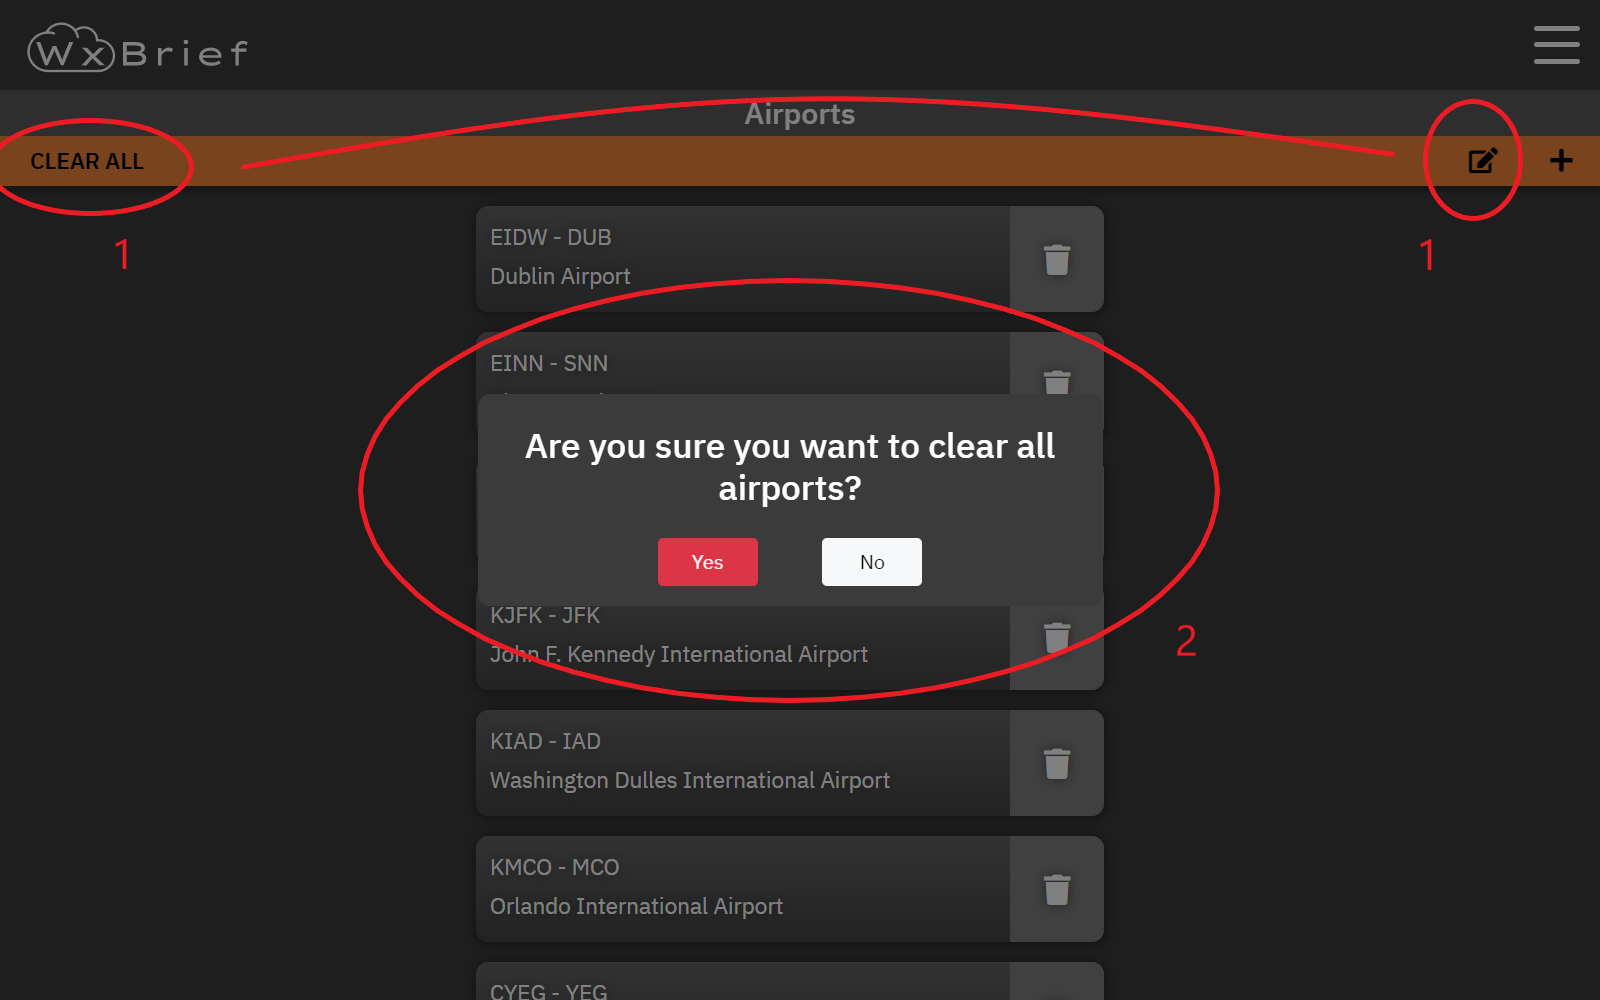 WxBrief
Airports
CLEAR ALL
1
1
EIDW - DUB
Dublin Airport
EINN - SNN
Are you sure you want to clear all
airports?
Yes
No
KJFK - JFK
John F. Kennedy International Airport
2
KIAD - IAD
Washington Dulles International Airport
KMCO - MCO
Orlando International Airport
CYEG - YEG